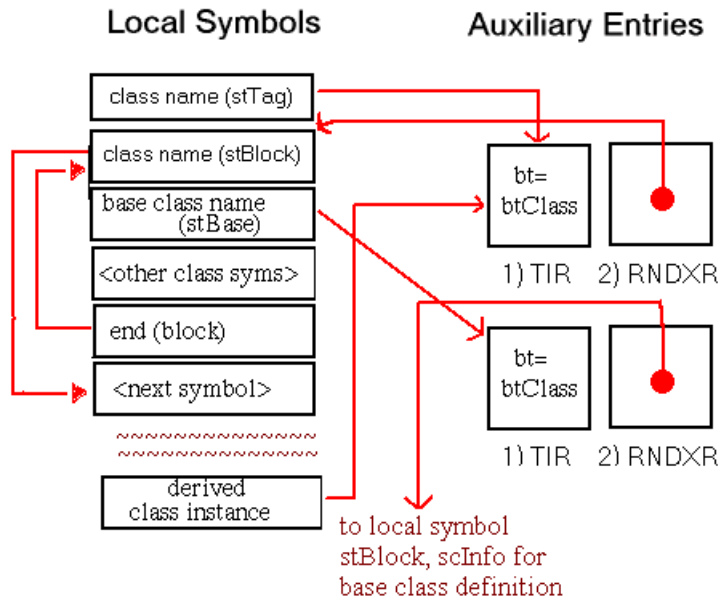 Local Symbols
Auxiliary Entries
class name (stTag)
class name (stBlock)
base class name
(stBase)
<other class syms>
end (block)
<next symbol>
~~~~~~~~~~~~~~
~~~~~~~~~~~~~~
derived
class instance
bt=
btClass
1) TIR 2) RNDXR
bt=
btClass
1) TIR 2) RNDXR
to local symbol
stBlock, scInfo for
base class definition